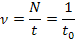 ν = N/t = 1/t₀